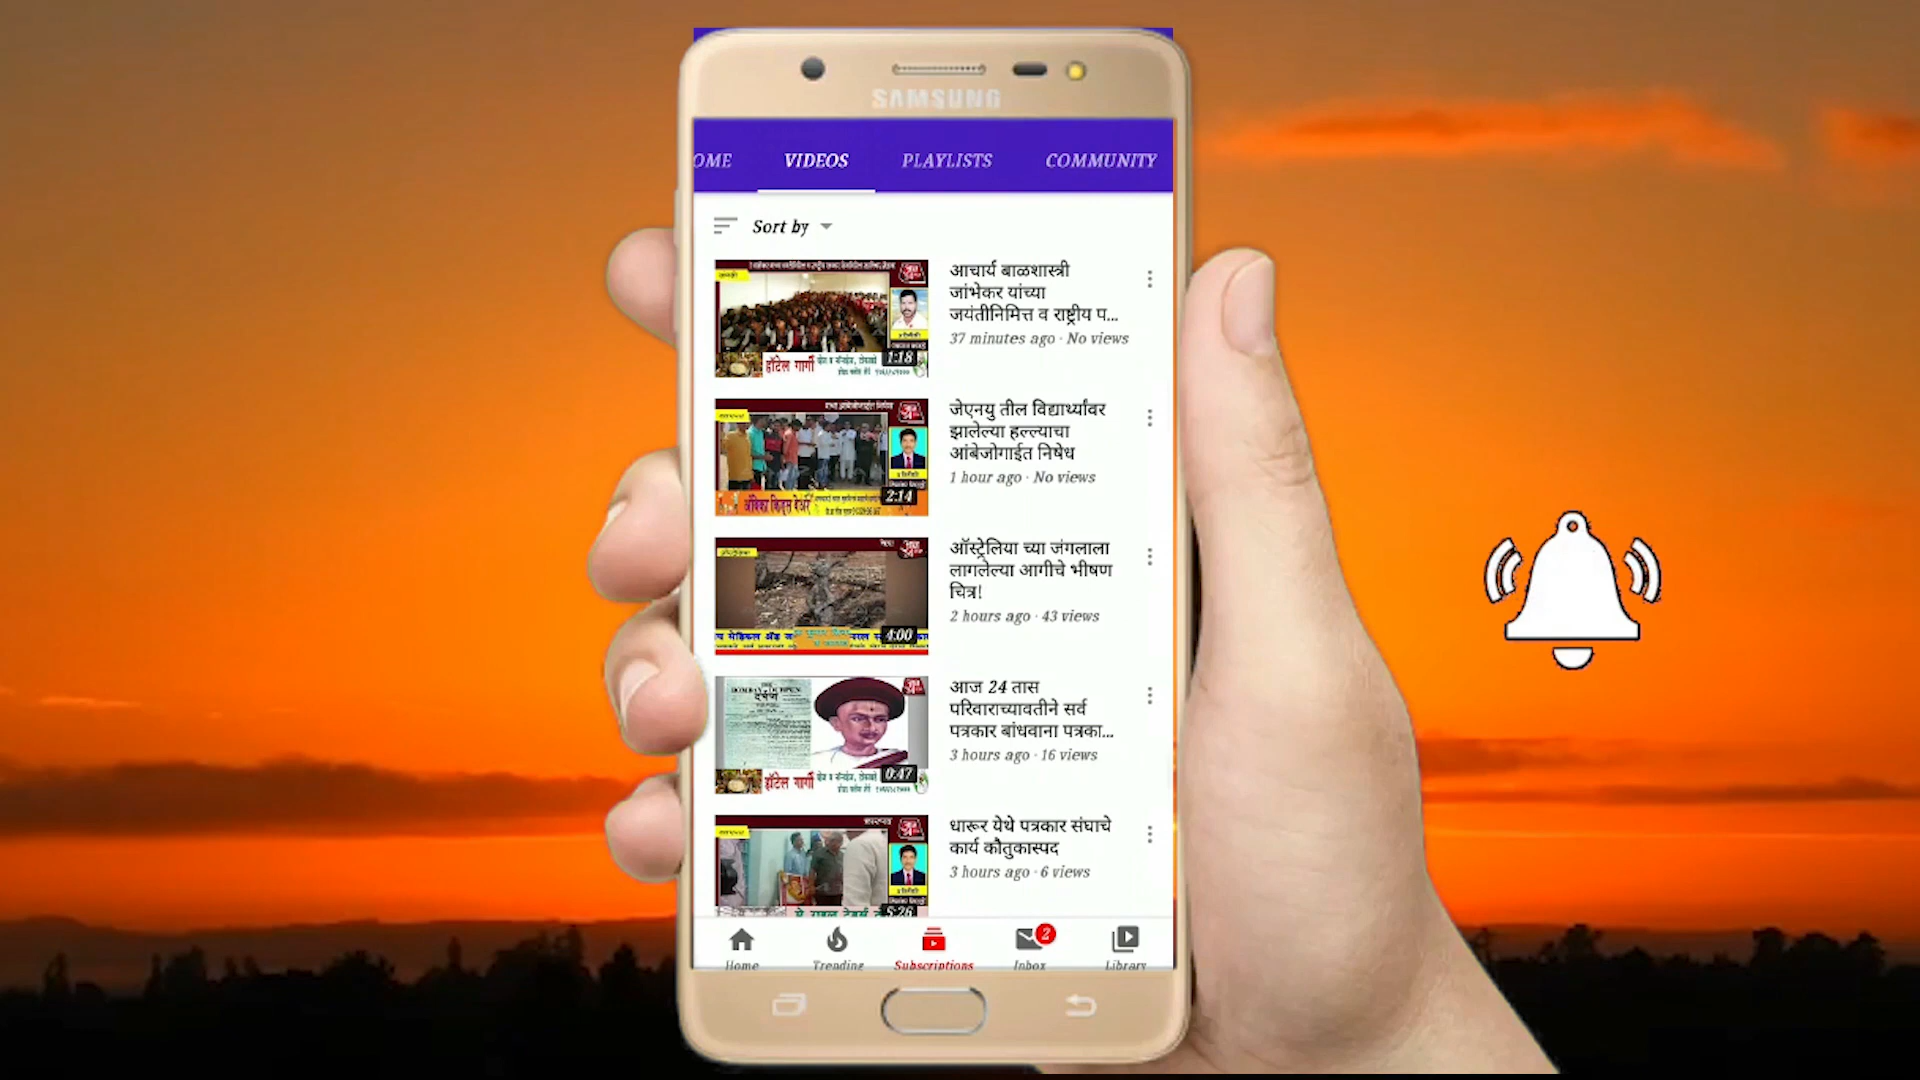 SAMSUNG
OME VIDEOS PLAYLISTS COMMUNITY
Sort by
आचार्य बाळशास्त्री
जांभेकर यांच्या
जयंतीनिमित्त व राष्ट्रीय प...
37 minutes ago · No views
हॉटेल गार्गी
1:18
जेएनयु तील विद्यार्थ्यांवर
झालेल्या हल्ल्याचा
आंबेजोगाईत निषेध
1 hour ago · No views
2:14
ऑस्ट्रेलिया च्या जंगलाला
लागलेल्या आगीचे भीषण
चित्र!
2 hours ago · 43 views
4:00
आज 24 तास
परिवाराच्यावतीने सर्व
पत्रकार बांधवाना पत्रका...
3 hours ago · 16 views
हॉटेल गार्गी
0:47
धारूर येथे पत्रकार संघाचे
कार्य कौतुकास्पद
3 hours ago · 6 views
5:26
2
Home Trending Subscriptions Inbox Library